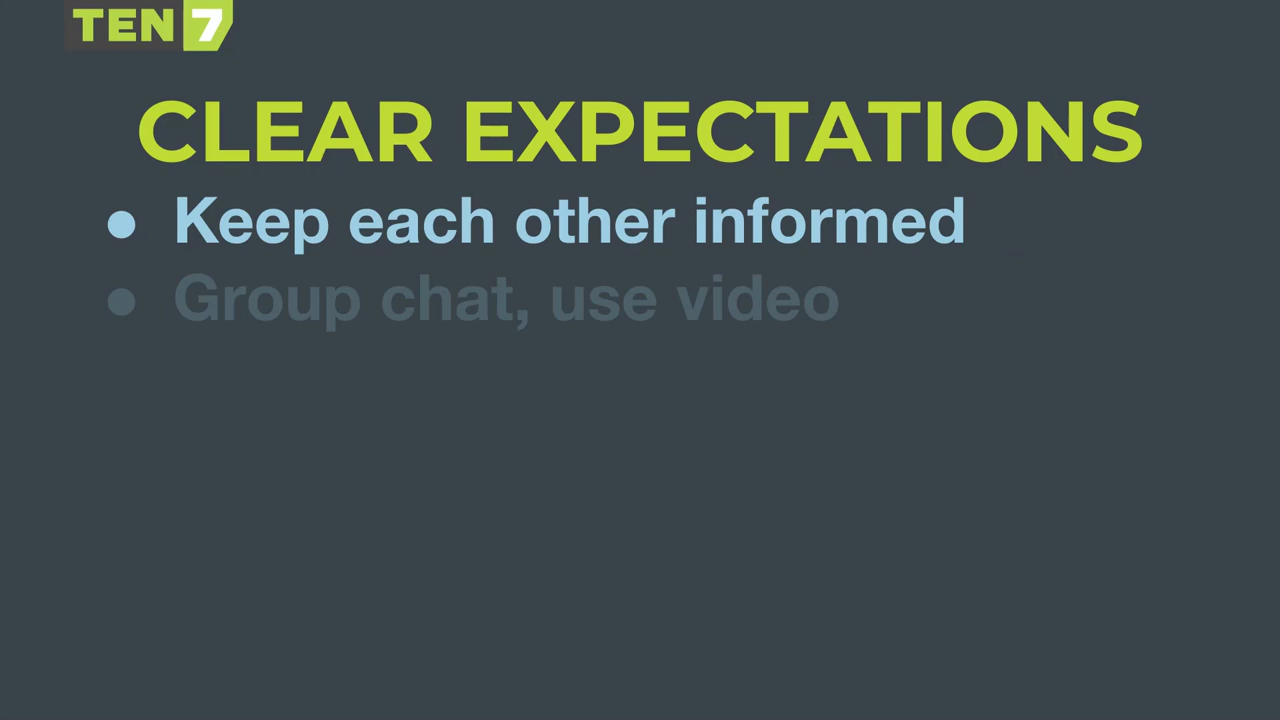 TEN 7
CLEAR EXPECTATIONS
● Keep each other informed
● Group chat, use video